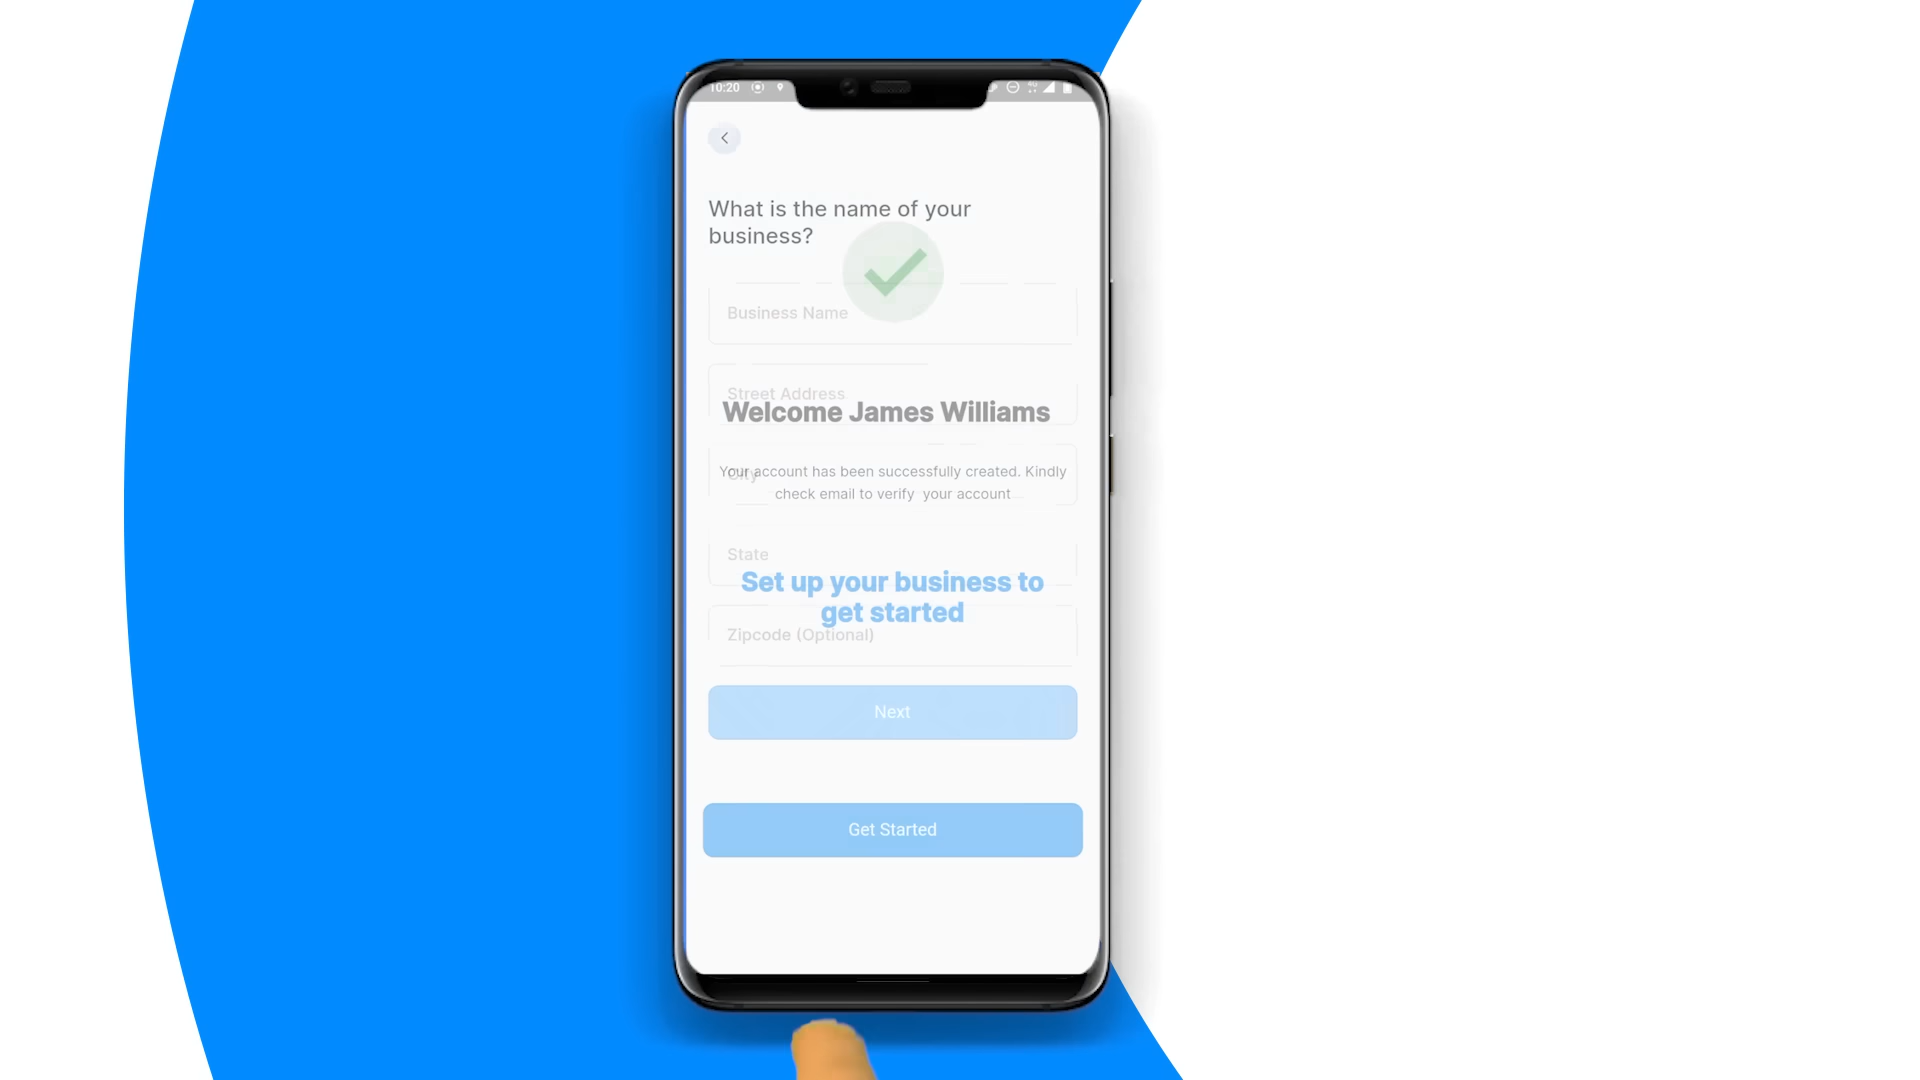 10:20
What is the name of your
business?
Business Name
Street Address
Welcome James Williams
City
Your account has been successfully created. Kindly
check email to verify your account
State
Set up your business to
get started
Zipcode (Optional)
Next
Get Started